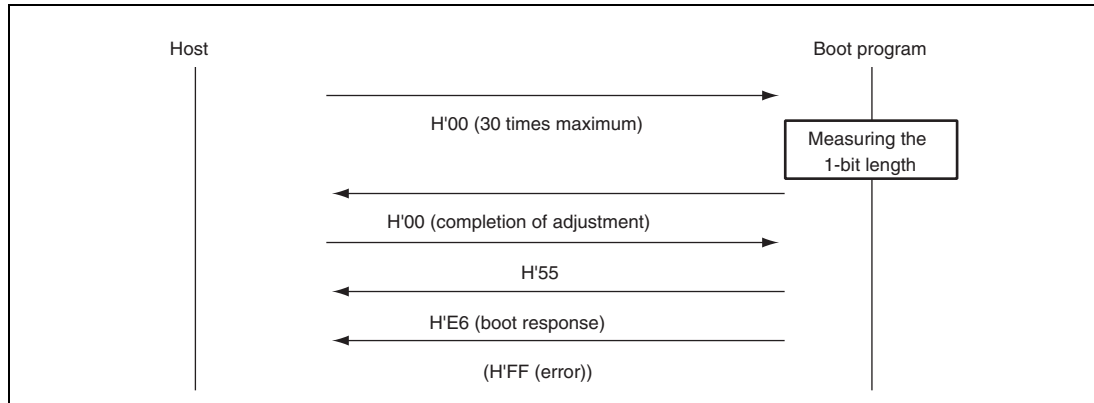 Host
Boot program
H'00 (30 times maximum)
Measuring the
1-bit length
H'00 (completion of adjustment)
H'55
H'E6 (boot response)
(H'FF (error))